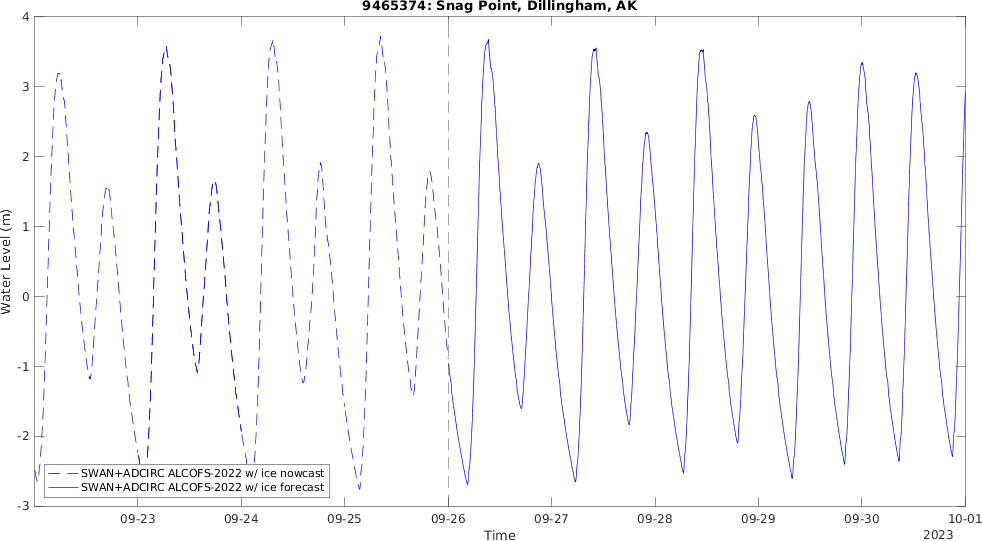 9465374: Snag Point, Dillingham, AK
4
3
2
1
0
-1
-2
-3
Water Level (m)
SWAN+ADCIRC ALCOFS-2022 w/ ice nowcast
SWAN+ADCIRC ALCOFS-2022 w/ ice forecast
09-23 09-24 09-25 09-26 09-27 09-28 09-29 09-30 10-01
Time
2023